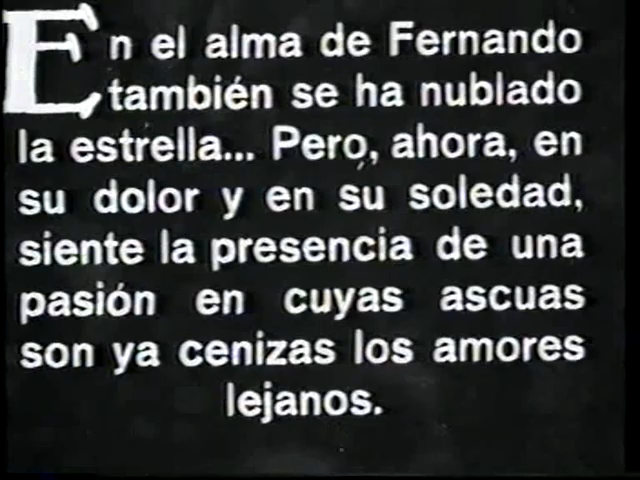 En el alma de Fernando
también se ha nublado
la estrella... Pero, ahora, en
su dolor y en su soledad,
siente la presencia de una
pasión en cuyas ascuas
son ya cenizas los amores
lejanos.